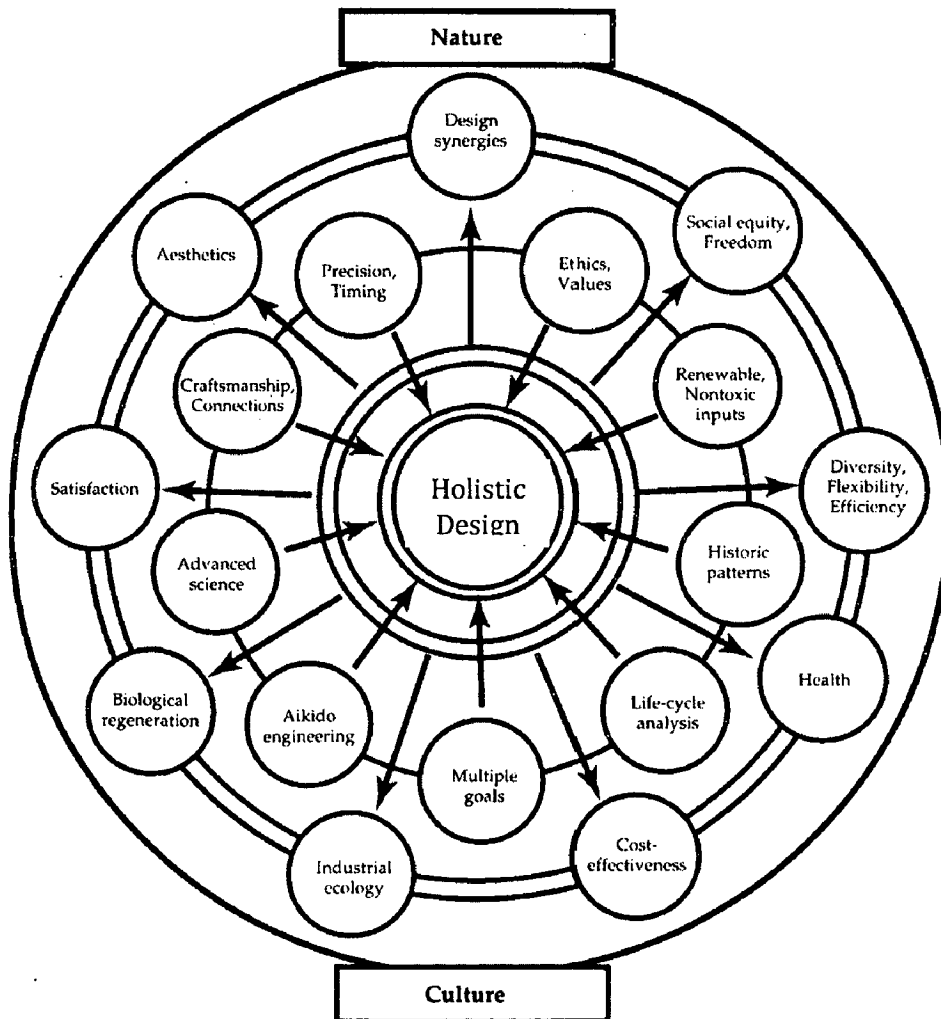 Nature
Design
synergies
Social equity,
Freedom
Aesthetics
Precision,
Timing
Ethics,
Values
Craftsmanship,
Connections
Renewable,
Nontoxic
inputs
Satisfaction
Holistic
Design
Diversity,
Flexibility,
Efficiency
Advanced
science
Historic
patterns
Biological
regeneration
Aikido
engineering
Multiple
goals
Life-cycle
analysis
Health
Industrial
ecology
Cost-
effectiveness
Culture